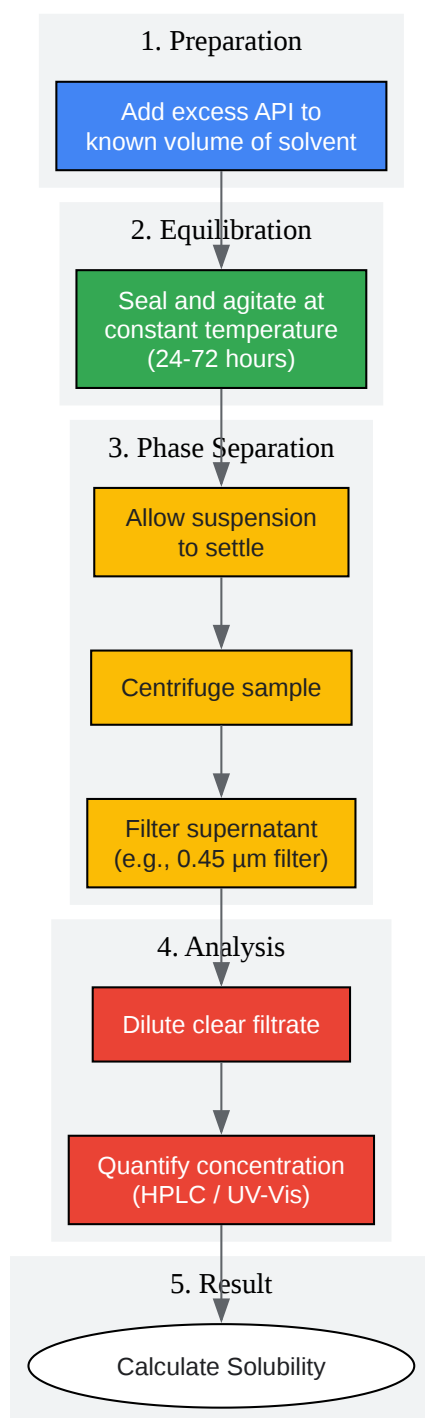 1. Preparation
Add excess API to
known volume of solvent
2. Equilibration
Seal and agitate at
constant temperature
(24-72 hours)
3. Phase Separation
Allow suspension
to settle
Centrifuge sample
Filter supernatant
(e.g., 0.45 µm filter)
4. Analysis
Dilute clear filtrate
Quantify concentration
(HPLC / UV-Vis)
5. Result
Calculate Solubility